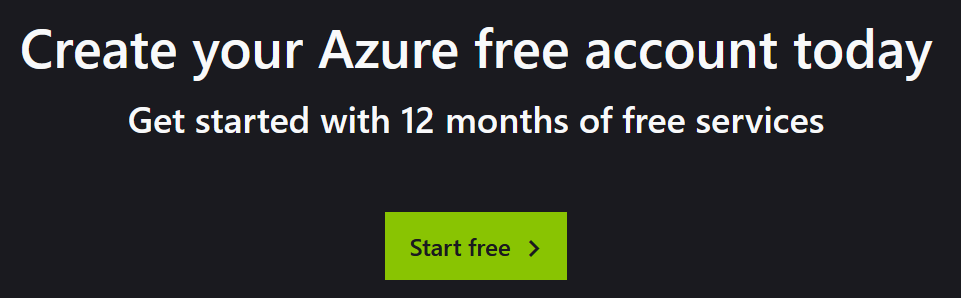 Create your Azure free account today
Get started with 12 months of free services
Start free